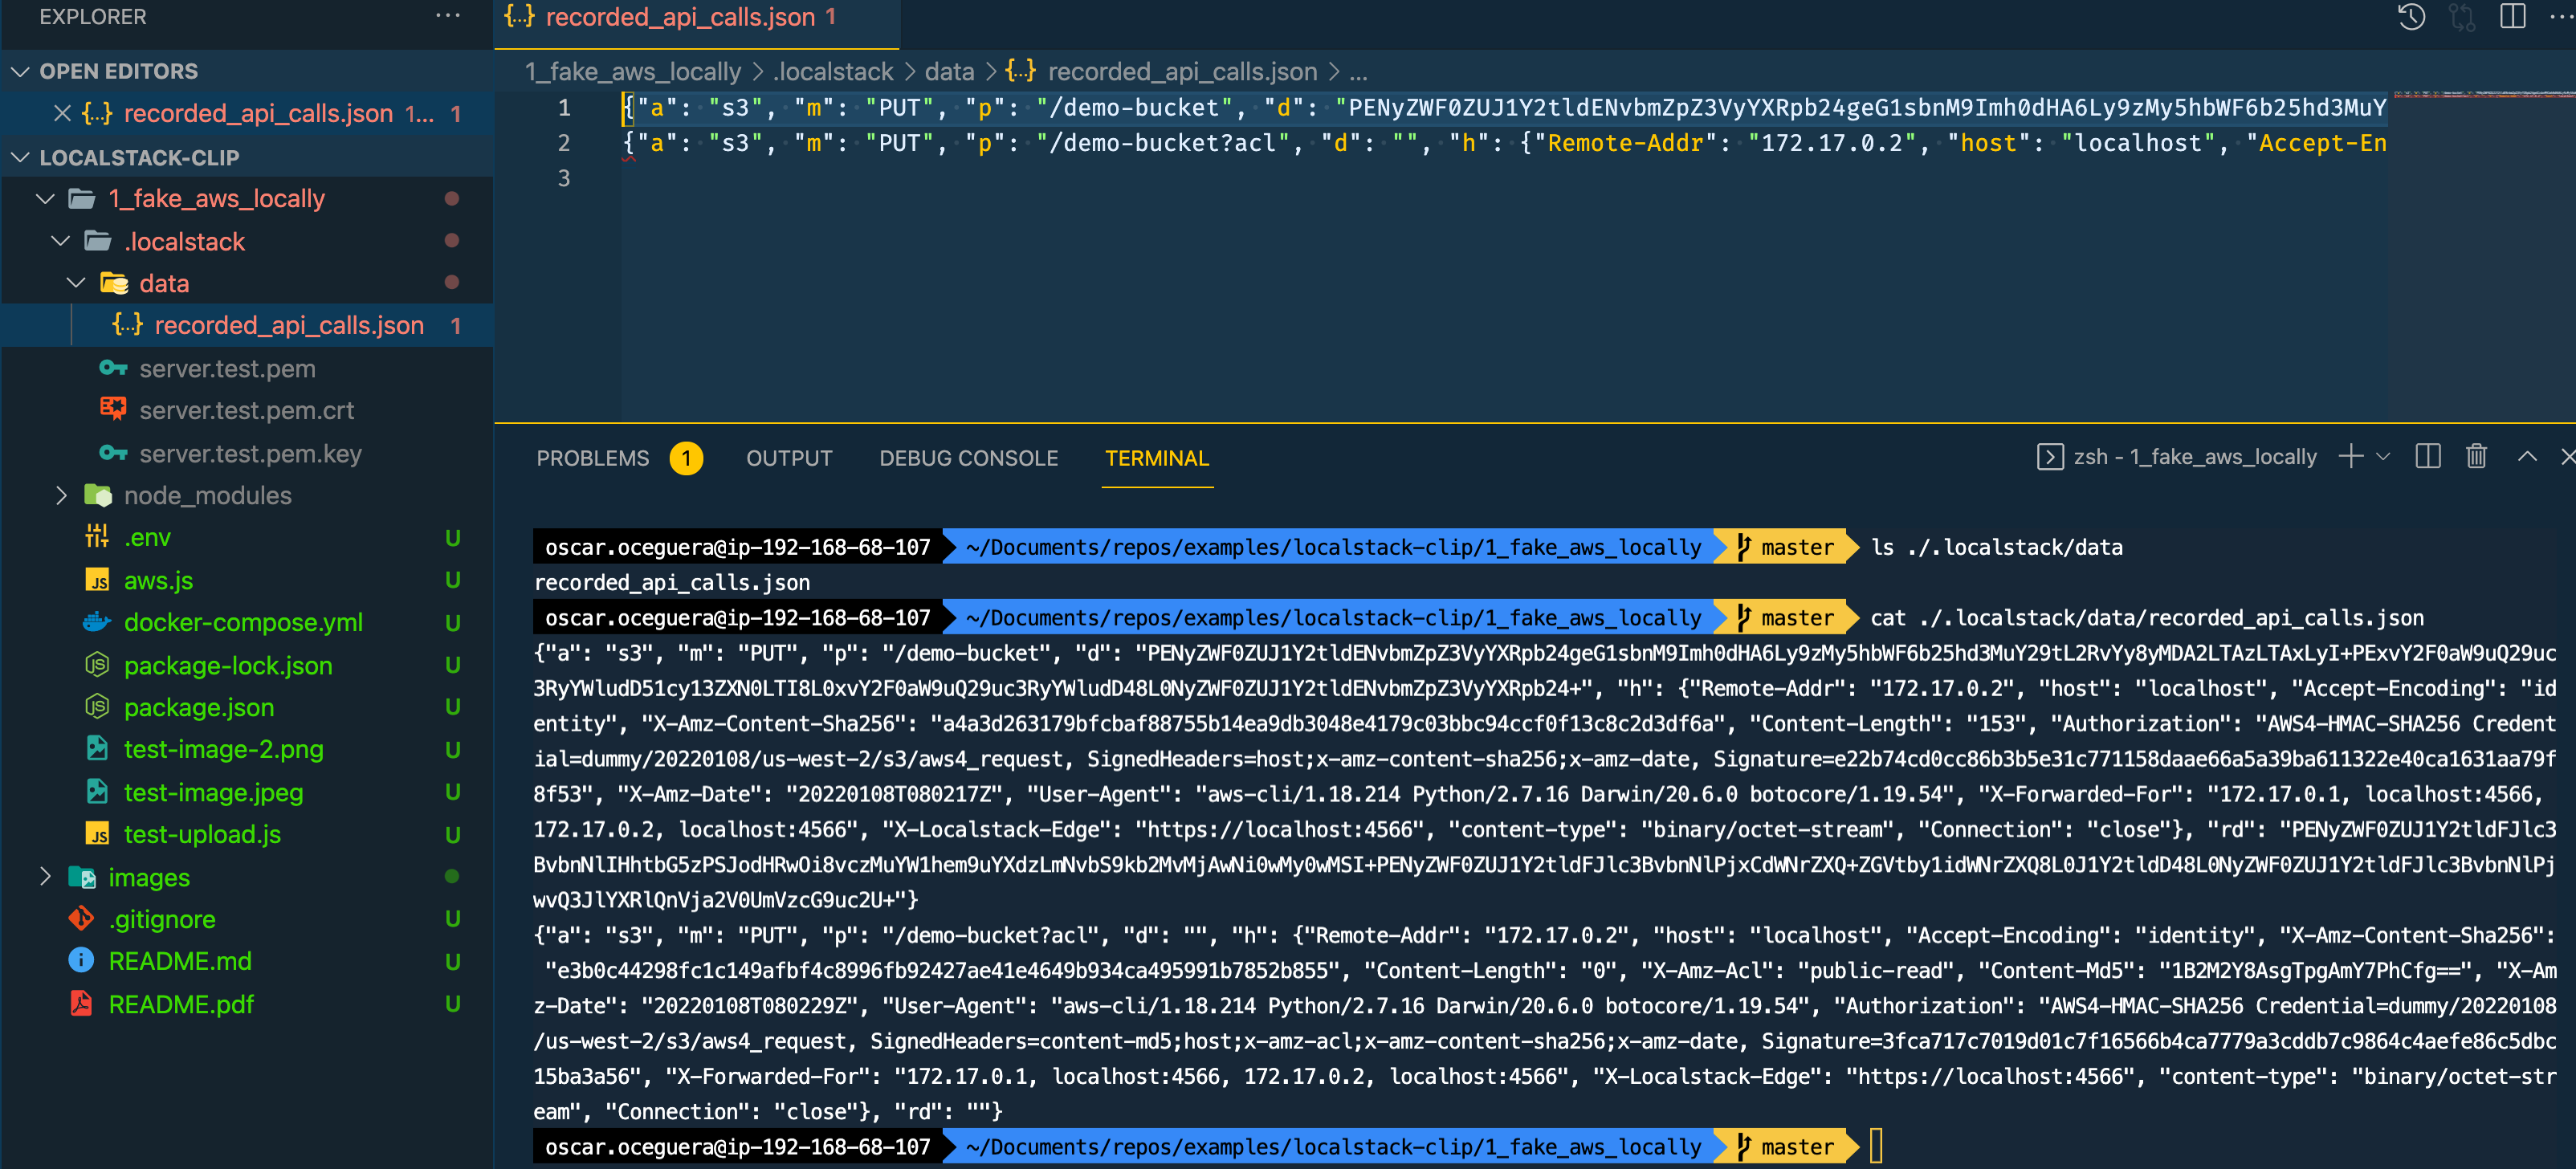 EXPLORER
OPEN EDITORS
recorded_api_calls.json 1... 1
LOCALSTACK-CLIP
1_fake_aws_locally
.localstack
data
recorded_api_calls.json 1
server.test.pem
server.test.pem.crt
server.test.pem.key
node_modules
.env U
aws.js U
docker-compose.yml U
package-lock.json U
package.json U
test-image-2.png U
test-image.jpeg U
test-upload.js U
images
.gitignore U
README.md U
README.pdf U
{..} recorded_api_calls.json 1
1_fake_aws_locally > .localstack > data > {..} recorded_api_calls.json > ...
1 {"a": "s3", "m": "PUT", "p": "/demo-bucket", "d": "PENyZWF0ZUJ1Y2tldENvbmZpZ3VyYXRpb24geG1sbnM9Imh0dHA6Ly9zMy5hbWF6b25hd3MuY
2 {"a": "s3", "m": "PUT", "p": "/demo-bucket?acl", "d": "", "h": {"Remote-Addr": "172.17.0.2", "host": "localhost", "Accept-En
3
PROBLEMS 1 OUTPUT DEBUG CONSOLE TERMINAL zsh - 1_fake_aws_locally
oscar.oceguera@ip-192-168-68-107 ~/Documents/repos/examples/localstack-clip/1_fake_aws_locally master ls ./.localstack/data
recorded_api_calls.json
oscar.oceguera@ip-192-168-68-107 ~/Documents/repos/examples/localstack-clip/1_fake_aws_locally master cat ./.localstack/data/recorded_api_calls.json
{"a": "s3", "m": "PUT", "p": "/demo-bucket", "d": "PENyZWF0ZUJ1Y2tldENvbmZpZ3VyYXRpb24geG1sbnM9Imh0dHA6Ly9zMy5hbWF6b25hd3MuY29tL2RvYy8yMDA2LTAzLTAxLyI+PExvY2F0aW9uQ29uc
3RyYWludD51cy13ZXN0LTI8L0xvY2F0aW9uQ29uc3RyYWludD48L0NyZWF0ZUJ1Y2tldENvbmZpZ3VyYXRpb24+", "h": {"Remote-Addr": "172.17.0.2", "host": "localhost", "Accept-Encoding": "id
entity", "X-Amz-Content-Sha256": "a4a3d263179bfcbaf88755b14ea9db3048e4179c03bbc94ccf0f13c8c2d3df6a", "Content-Length": "153", "Authorization": "AWS4-HMAC-SHA256 Credent
ial=dummy/20220108/us-west-2/s3/aws4_request, SignedHeaders=host;x-amz-content-sha256;x-amz-date, Signature=e22b74cd0cc86b3b5e31c771158daae66a5a39ba611322e40ca1631aa79f
8f53", "X-Amz-Date": "20220108T080217Z", "User-Agent": "aws-cli/1.18.214 Python/2.7.16 Darwin/20.6.0 botocore/1.19.54", "X-Forwarded-For": "172.17.0.1, localhost:4566,
172.17.0.2, localhost:4566", "X-Localstack-Edge": "https://localhost:4566", "content-type": "binary/octet-stream", "Connection": "close"}, "rd": "PENyZWF0ZUJ1Y2tldFJlc3
BvbnNlIHhtbG5zPSJodHRwOi8vczMuYW1hem9uYXdzLmNvbS9kb2MvMjAwNi0wMy0wMSI+PENyZWF0ZUJ1Y2tldFJlc3BvbnNlPjxCdWNrZXQ+ZGVtby1idWNrZXQ8L0J1Y2tldD48L0NyZWF0ZUJ1Y2tldFJlc3BvbnNlPj
wvQ3JlYXRlQnVja2V0UmVzcG9uc2U+"}
{"a": "s3", "m": "PUT", "p": "/demo-bucket?acl", "d": "", "h": {"Remote-Addr": "172.17.0.2", "host": "localhost", "Accept-Encoding": "identity", "X-Amz-Content-Sha256":
"e3b0c44298fc1c149afbf4c8996fb92427ae41e4649b934ca495991b7852b855", "Content-Length": "0", "X-Amz-Acl": "public-read", "Content-Md5": "1B2M2Y8AsgTpgAmY7PhCfg==", "X-Am
z-Date": "20220108T080229Z", "User-Agent": "aws-cli/1.18.214 Python/2.7.16 Darwin/20.6.0 botocore/1.19.54", "Authorization": "AWS4-HMAC-SHA256 Credential=dummy/20220108
/us-west-2/s3/aws4_request, SignedHeaders=content-md5;host;x-amz-acl;x-amz-content-sha256;x-amz-date, Signature=3fca717c7019d01c7f16566b4ca7779a3cddb7c9864c4aefe86c5dbc
15ba3a56", "X-Forwarded-For": "172.17.0.1, localhost:4566, 172.17.0.2, localhost:4566", "X-Localstack-Edge": "https://localhost:4566", "content-type": "binary/octet-str
eam", "Connection": "close"}, "rd": ""}
oscar.oceguera@ip-192-168-68-107 ~/Documents/repos/examples/localstack-clip/1_fake_aws_locally master